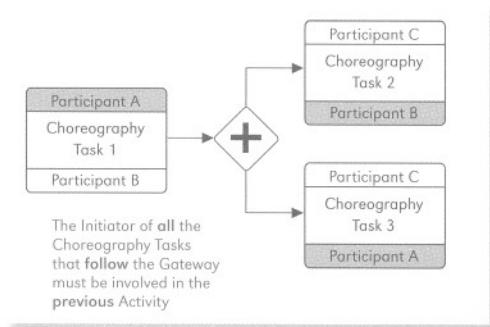 Participant A
Choreography
Task 1
Participant B
Participant C
Choreography
Task 2
Participant B
Participant C
Choreography
Task 3
Participant A
The Initiator of all the
Choreography Tasks
that follow the Gateway
must be involved in the
previous Activity